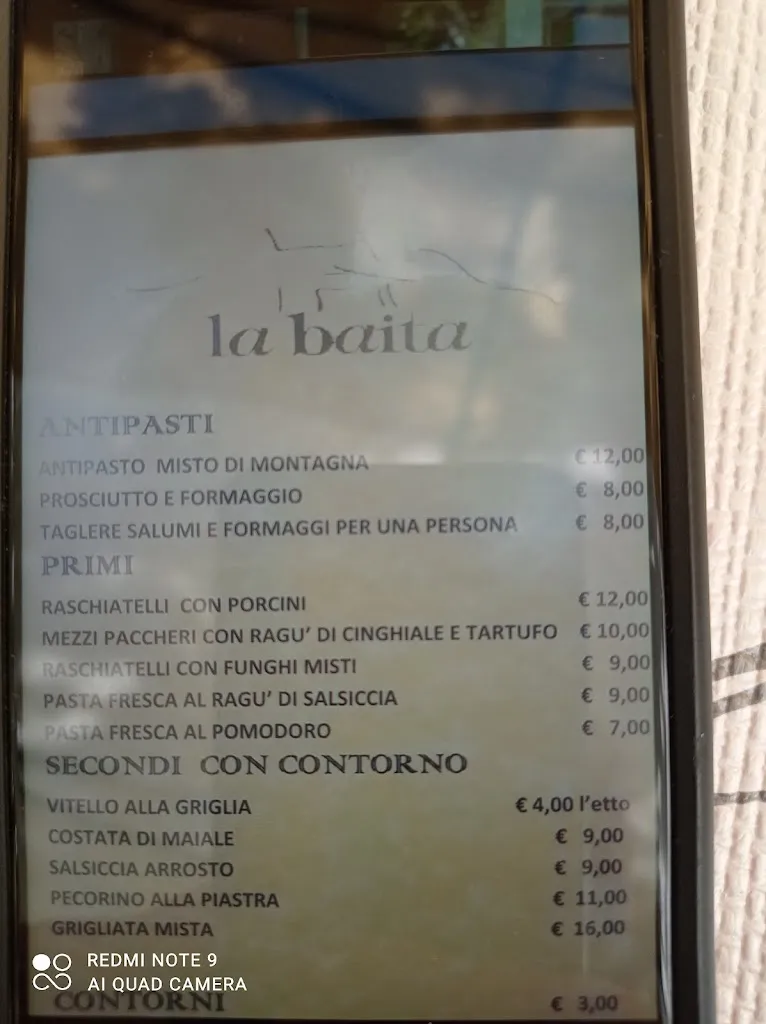 la baita
ANTIPASTI
ANTIPASTO MISTO DI MONTAGNA € 12,00
PROSCIUTTO E FORMAGGIO € 8,00
TAGLERE SALUMI E FORMAGGI PER UNA PERSONA € 8,00
PRIMI
RASCHIATELLI CON PORCINI € 12,00
MEZZI PACCHERI CON RAGU' DI CINGHIALE E TARTUFO € 10,00
RASCHIATELLI CON FUNGHI MISTI € 9,00
PASTA FRESCA AL RAGU' DI SALSICCIA € 9,00
PASTA FRESCA AL POMODORO € 7,00
SECONDI CON CONTORNO
VITELLO ALLA GRIGLIA € 4,00 l'etto
COSTATA DI MAIALE € 9,00
SALSICCIA ARROSTO € 9,00
PECORINO ALLA PIASTRA € 11,00
GRIGLIATA MISTA € 16,00
REDMI NOTE 9
AI QUAD CAMERA
CONTORNI € 3,00